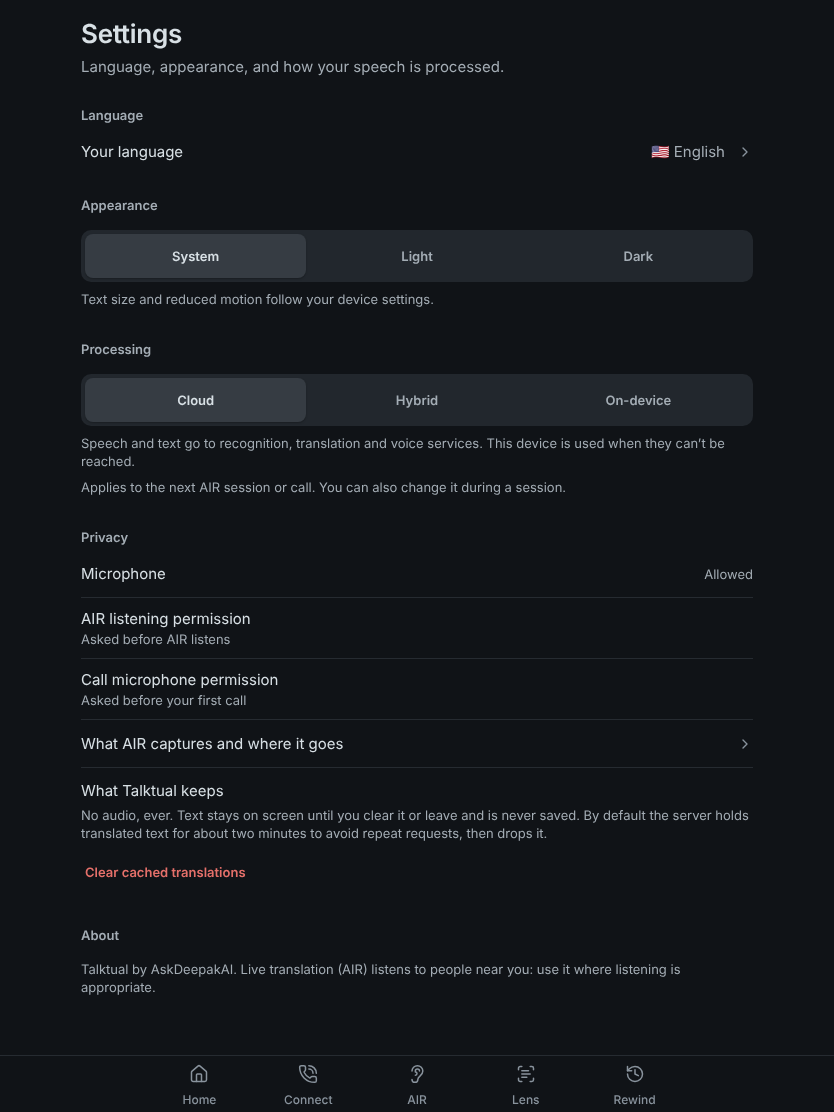 Settings
Language, appearance, and how your speech is processed.
Language
Your language
🇺🇸 English
Appearance
System
Light
Dark
Text size and reduced motion follow your device settings.
Processing
Cloud
Hybrid
On-device
Speech and text go to recognition, translation and voice services. This device is used when they can’t be
reached.
Applies to the next AIR session or call. You can also change it during a session.
Privacy
Microphone
Allowed
AIR listening permission
Asked before AIR listens
Call microphone permission
Asked before your first call
What AIR captures and where it goes
What Talktual keeps
No audio, ever. Text stays on screen until you clear it or leave and is never saved. By default the server holds
translated text for about two minutes to avoid repeat requests, then drops it.
Clear cached translations
About
Talktual by AskDeepakAI. Live translation (AIR) listens to people near you: use it where listening is
appropriate.
Home
Connect
AIR
Lens
Rewind